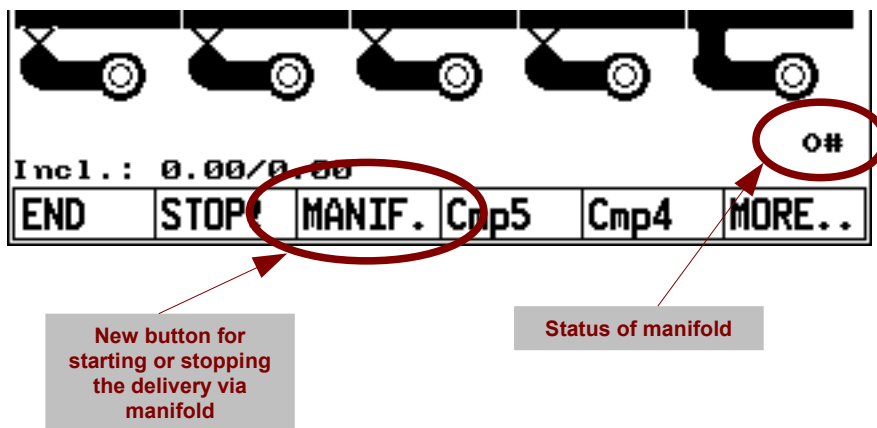 O#
Incl.: 0.00/0.00
END STOP! MANIF. Cmp5 Cmp4 MORE..
New button for
starting or stopping
the delivery via
manifold
Status of manifold